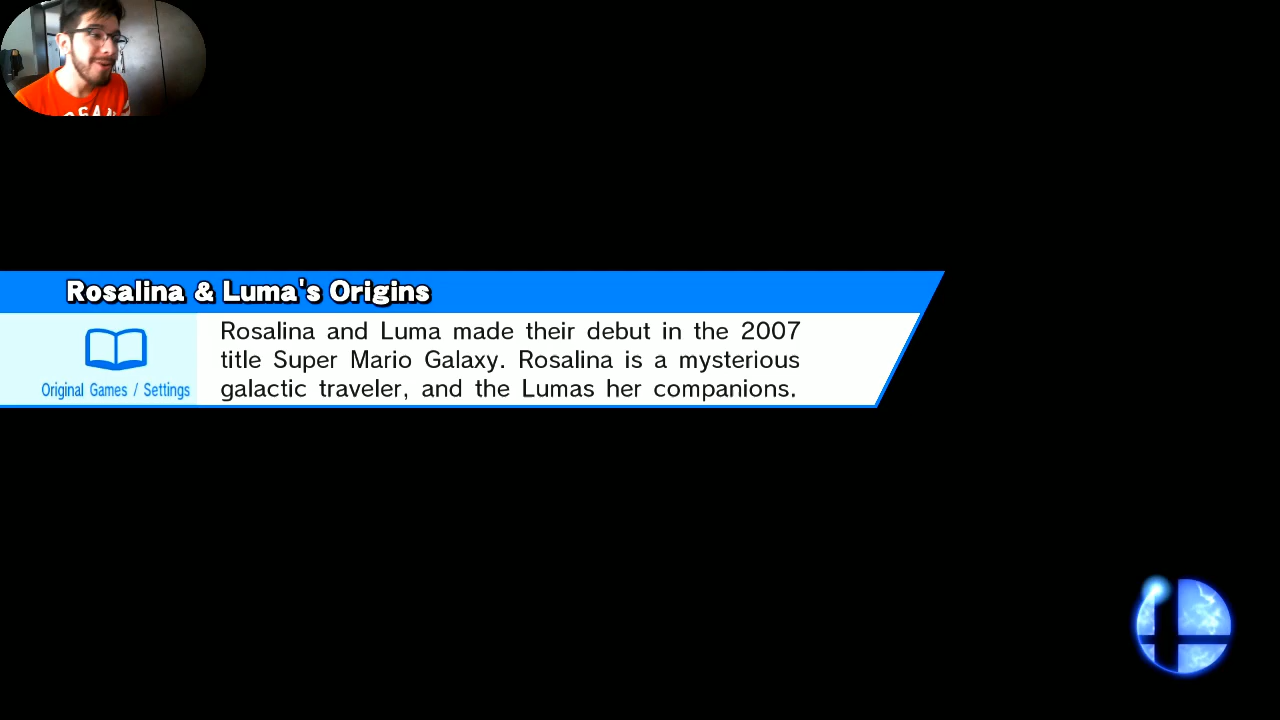 Rosalina & Luma's Origins
Rosalina and Luma made their debut in the 2007
title Super Mario Galaxy. Rosalina is a mysterious
galactic traveler, and the Lumas her companions.
Original Games / Settings